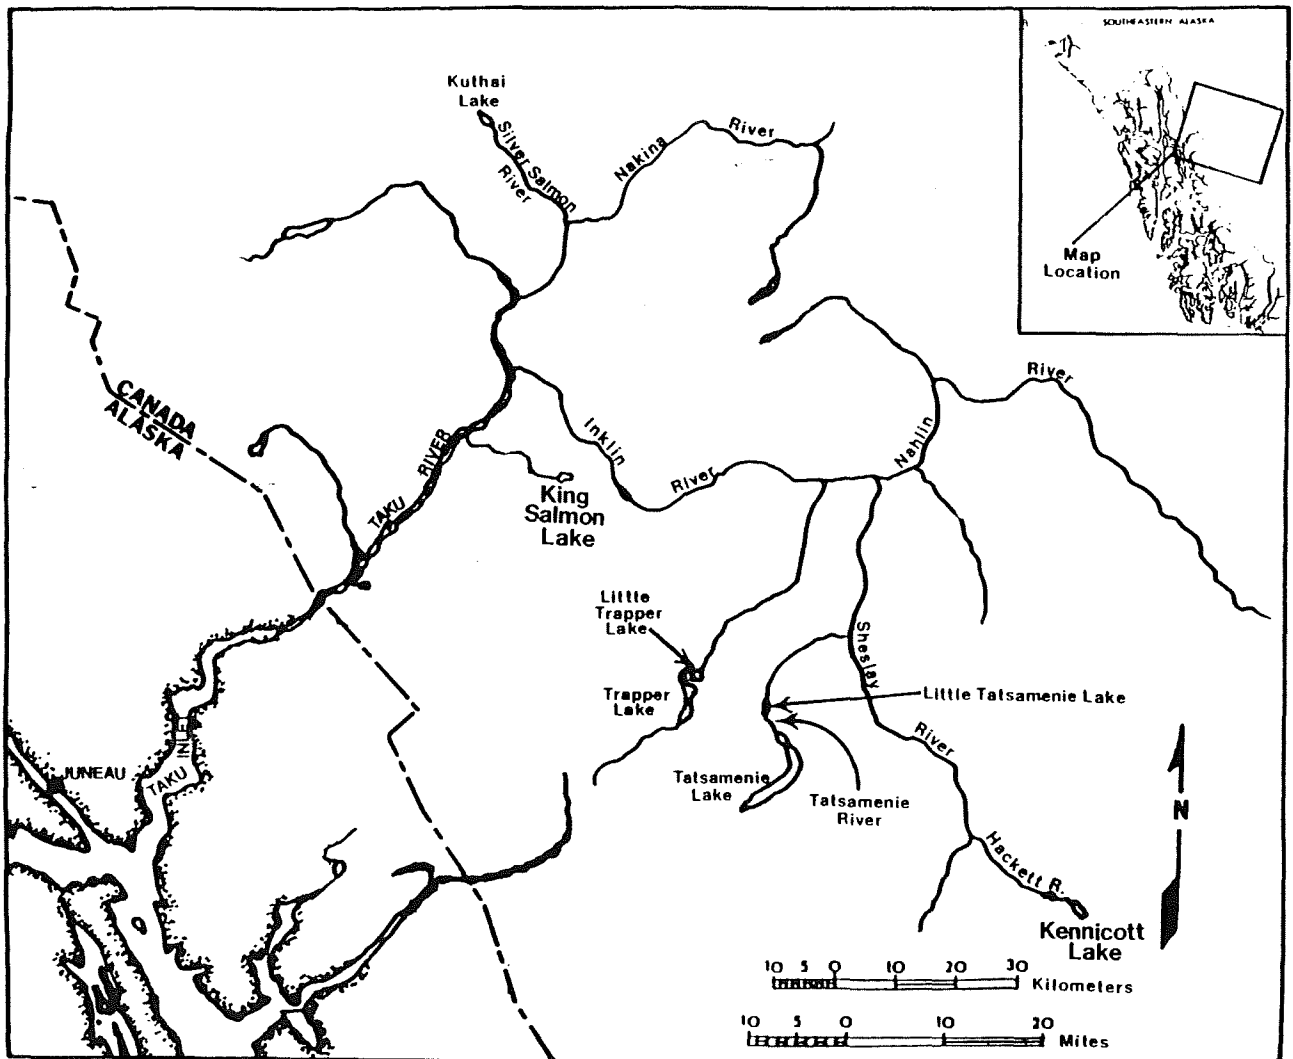 SOUTHEASTERN ALASKA
Map
Location
Kuthai
Lake
Silver Salmon
River
Nakina
River
CANADA
ALASKA
TAKU RIVER
Inklin
River
Nahlin
River
King
Salmon
Lake
Little
Trapper
Lake
Trapper
Lake
Sheslay
River
Little Tatsamenie Lake
Tatsamenie
Lake
Tatsamenie
River
JUNEAU
TAKU INLET
Hackett R.
Kennicott
Lake
N
10 5 0 10 20 30
Kilometers
10 5 0 10 20
Miles